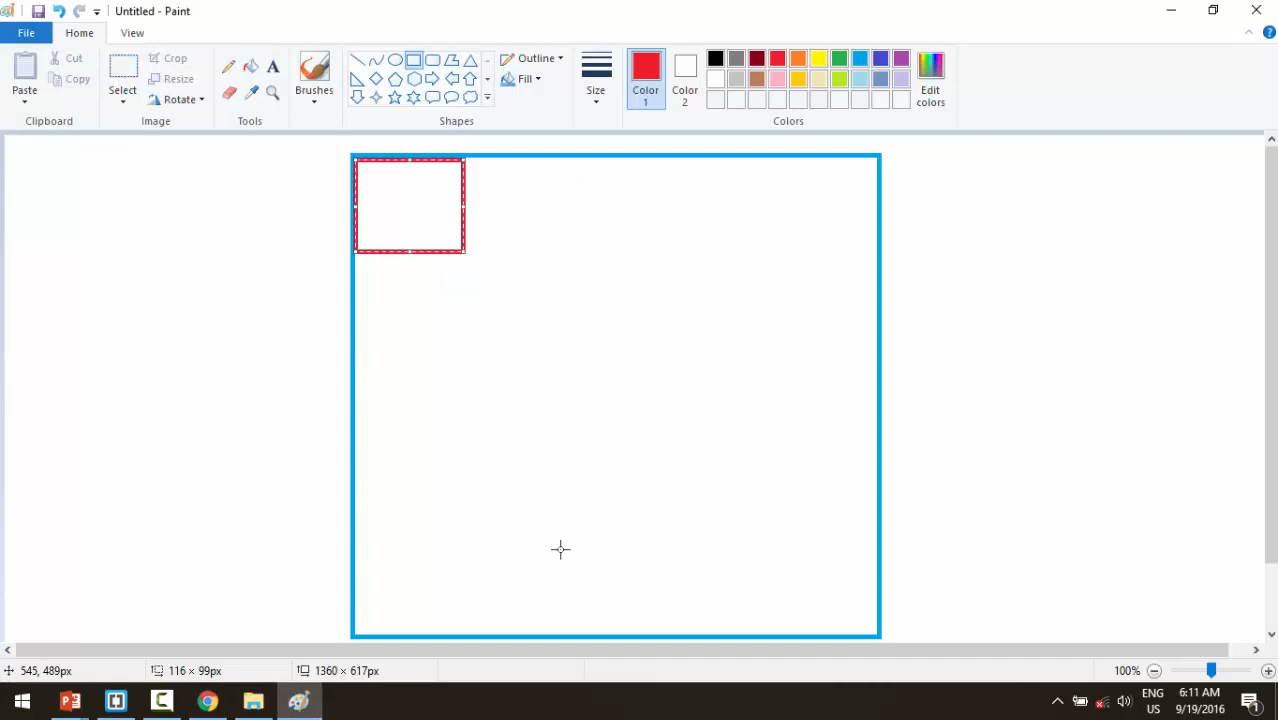 Untitled - Paint
File
Home
View
Paste
Cut
Copy
Clipboard
Select
Crop
Resize
Rotate
Image
A
Tools
Brushes
Shapes
Outline
Fill
Size
Color
1
Color
2
Edit
colors
Colors
545, 489px
116 × 99px
1360 × 617px
100%
ENG
US
6:11 AM
9/19/2016
1